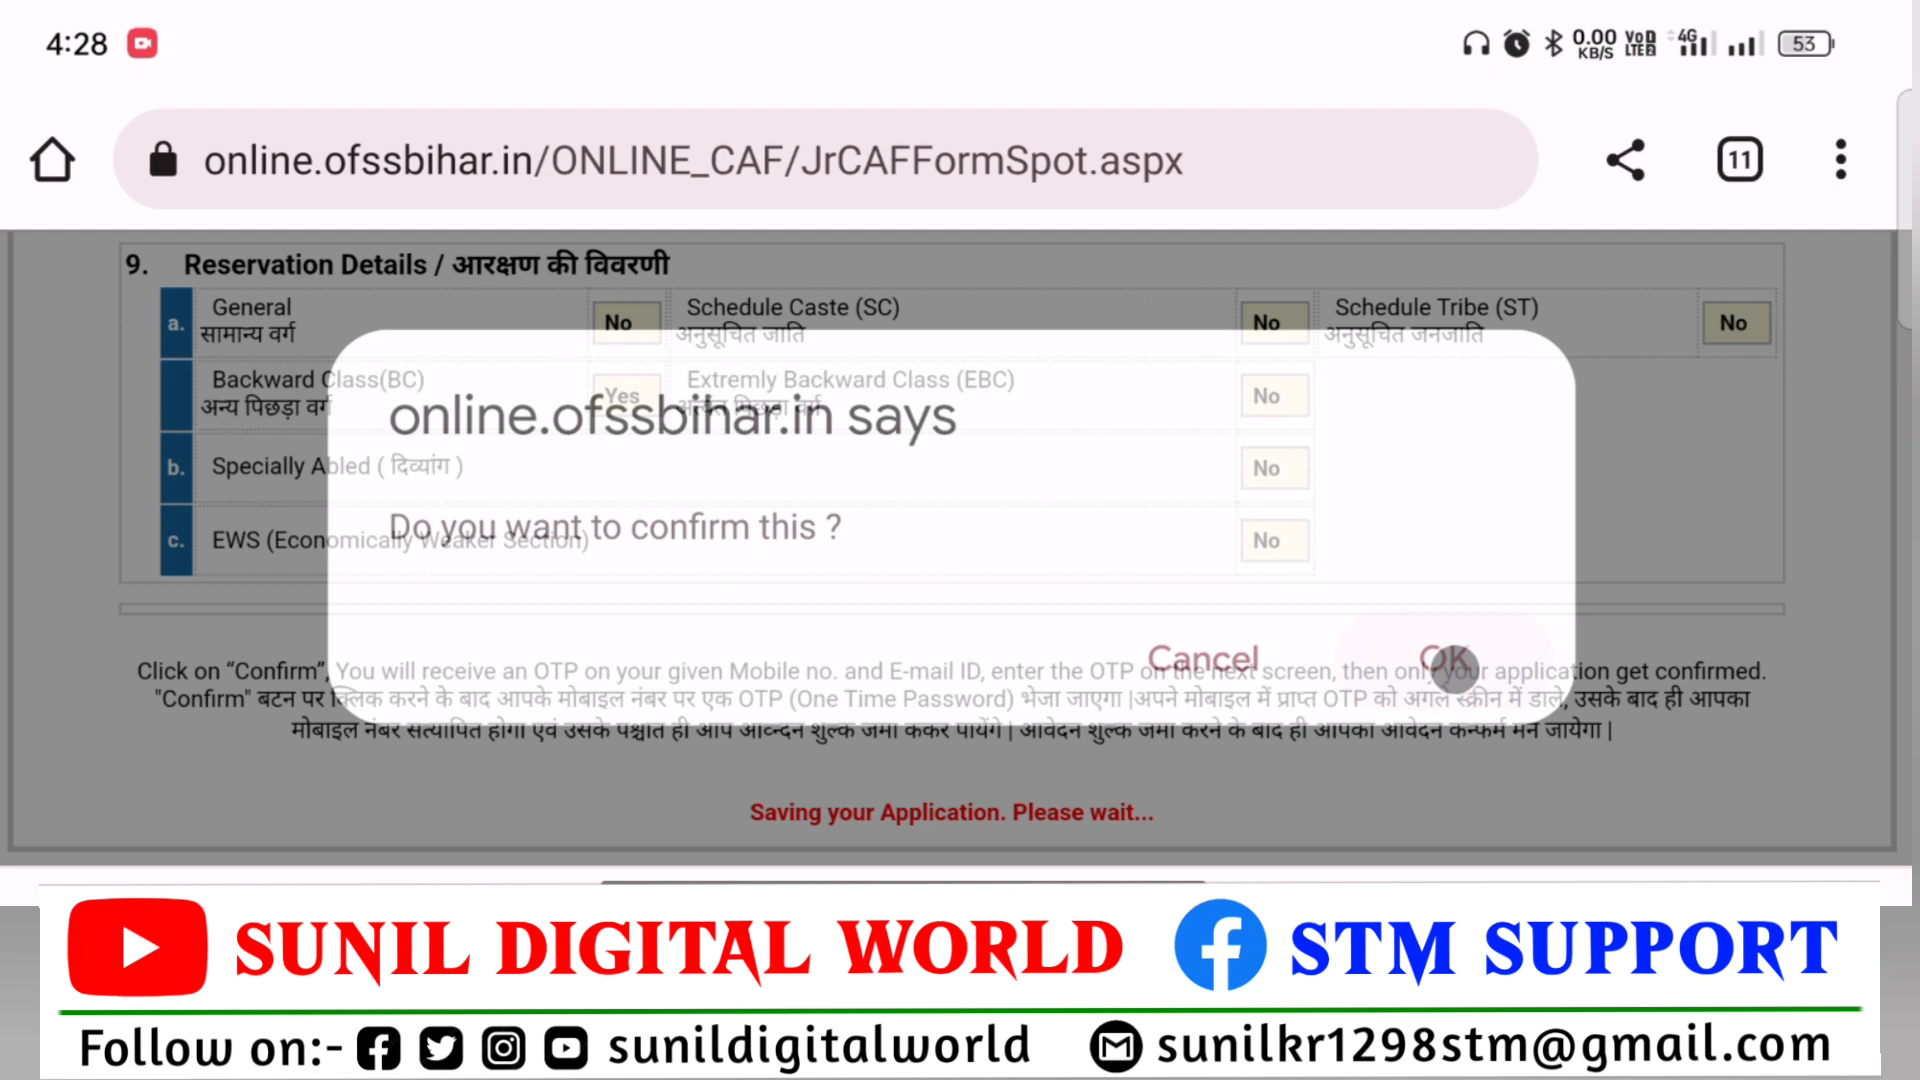 4:28
0.00 KB/S VoD LTE2 4G 53
online.ofssbihar.in/ONLINE_CAF/JrCAFFormSpot.aspx
11
9. Reservation Details / आरक्षण की विवरणी
a. General No Schedule Caste (SC) No Schedule Tribe (ST) No
सामान्य वर्ग अनुसूचित जाति अनुसूचित जनजाति
Backward Class(BC) Yes Extremly Backward Class (EBC) No
अन्य पिछड़ा वर्ग अत्यंत पिछड़ा वर्ग
online.ofssbihar.in says
b. Specially Abled ( दिव्यांग ) No
Do you want to confirm this ?
c. EWS (Economically Weaker Section) No
Cancel OK
Click on “Confirm”, You will receive an OTP on your given Mobile no. and E-mail ID, enter the OTP on the next screen, then only your application get confirmed.
"Confirm" बटन पर क्लिक करने के बाद आपके मोबाइल नंबर पर एक OTP (One Time Password) भेजा जाएगा |अपने मोबाइल में प्राप्त OTP को अगले स्क्रीन में डाले, उसके बाद ही आपका
मोबाइल नंबर सत्यापित होगा एवं उसके पश्चात ही आप आव्न्दन शुल्क जमा ककर पायेंगे | आवेदन शुल्क जमा करने के बाद ही आपका आवेदन कन्फर्म मन जायेगा |
Saving your Application. Please wait...
SUNIL DIGITAL WORLD STM SUPPORT
Follow on:- sunildigitalworld sunilkr1298stm@gmail.com